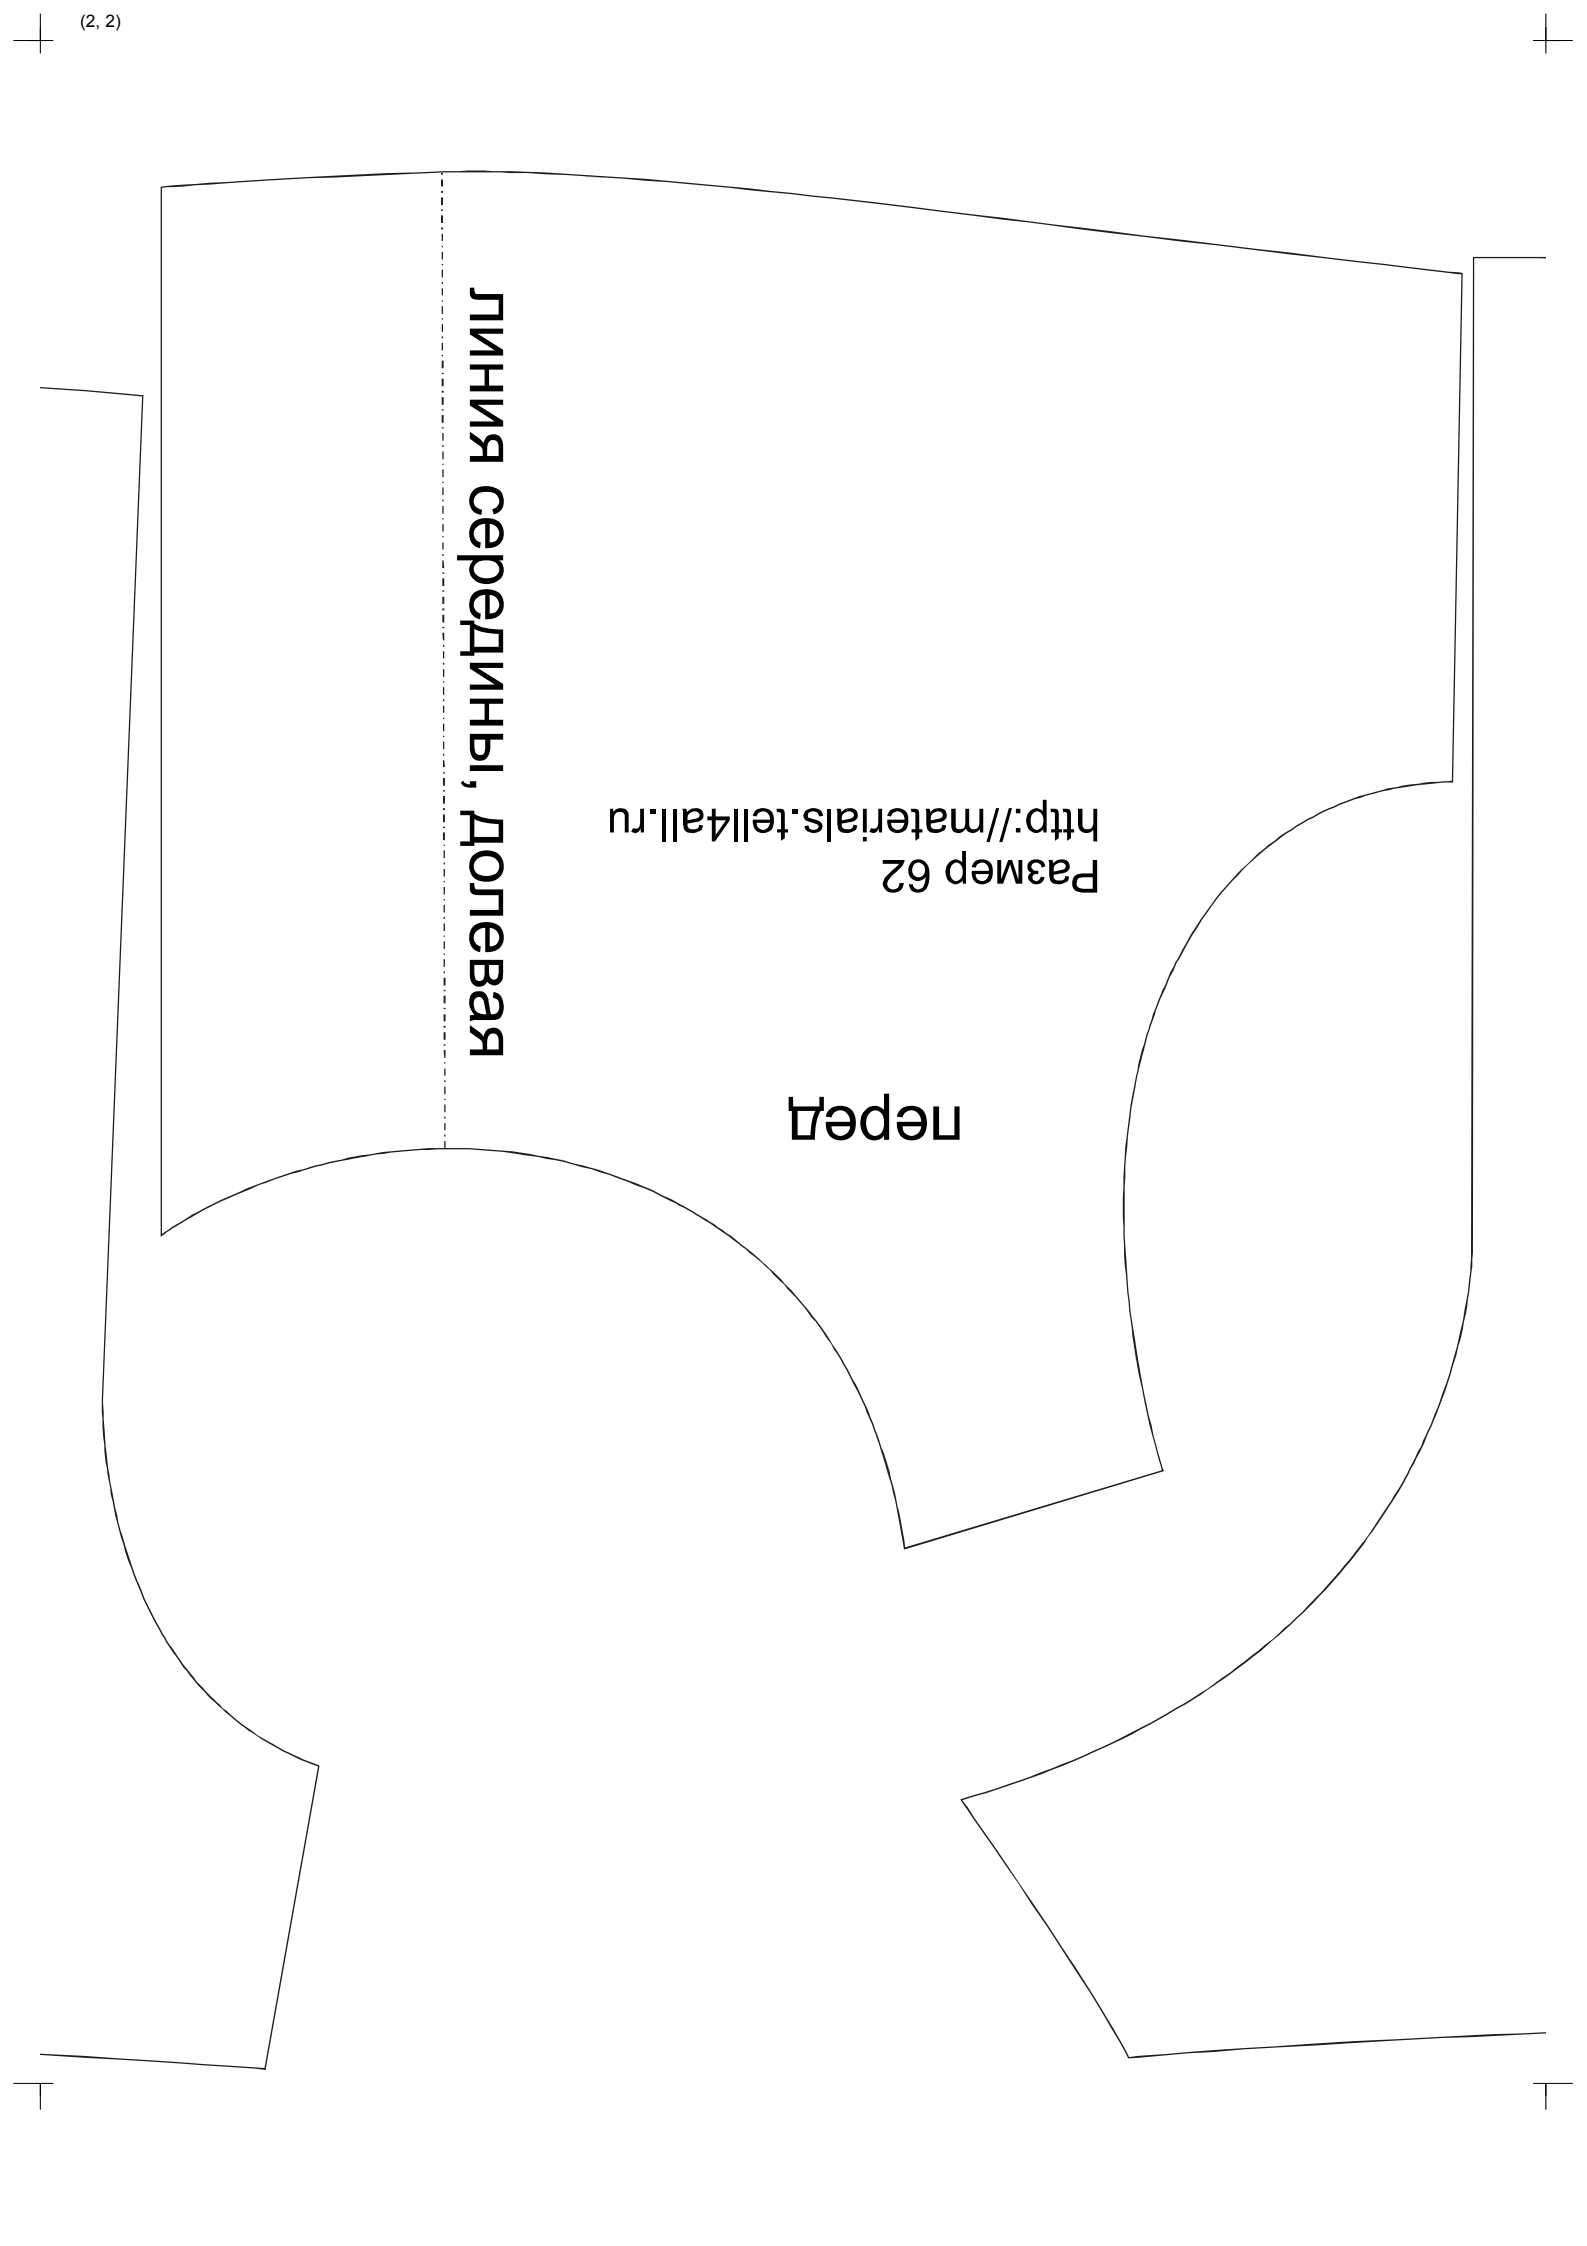 (2, 2)
линия середины, долевая
перед
Размер 62
http://materials.tell4all.ru